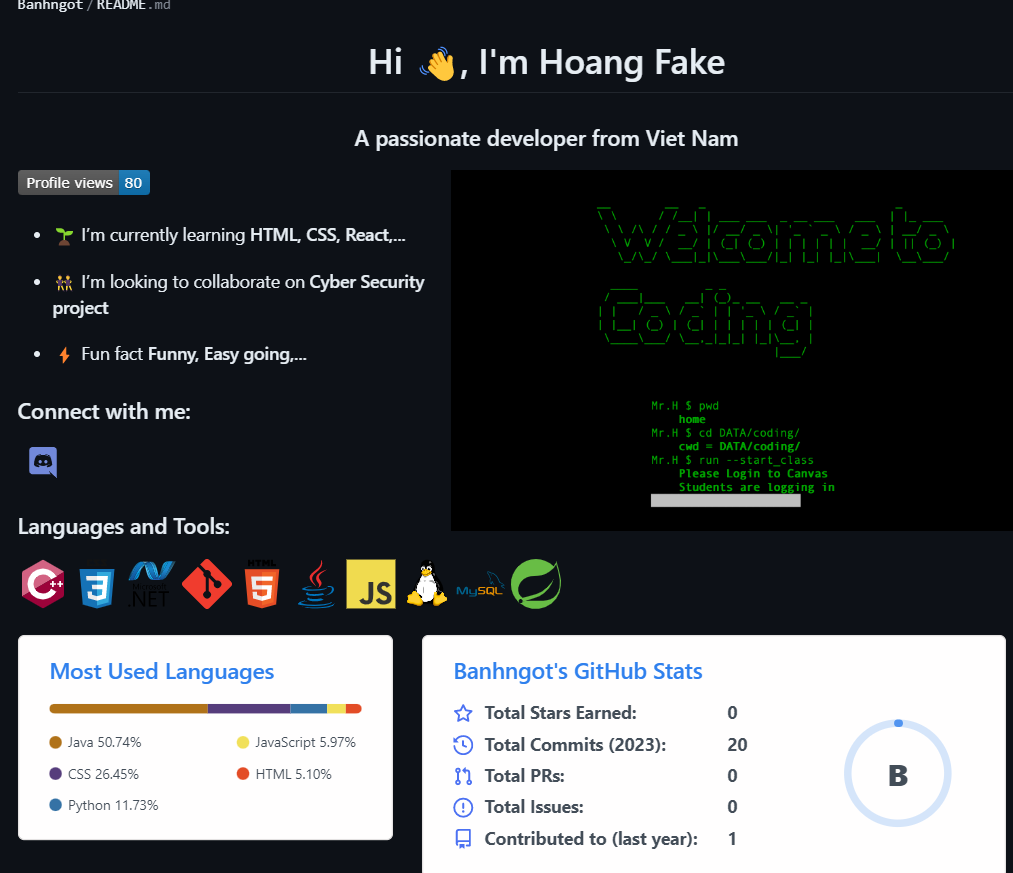 Banhngot / README.md
Hi 👋, I'm Hoang Fake
A passionate developer from Viet Nam
Profile views 80
🌱 I'm currently learning HTML, CSS, React,...
👯 I'm looking to collaborate on Cyber Security
project
⚡ Fun fact Funny, Easy going,...
Welcome to
Coding
Mr.H $ pwd
home
Mr.H $ cd DATA/coding/
cwd = DATA/coding/
Mr.H $ run --start_class
Please Login to Canvas
Students are logging in
Connect with me:
Languages and Tools:
C++
3
Microsoft
.NET
HTML
5
Java
JS
MySQL
Most Used Languages
Java 50.74%
JavaScript 5.97%
CSS 26.45%
HTML 5.10%
Python 11.73%
Banhngot's GitHub Stats
Total Stars Earned: 0
Total Commits (2023): 20
Total PRs: 0
Total Issues: 0
Contributed to (last year): 1
B